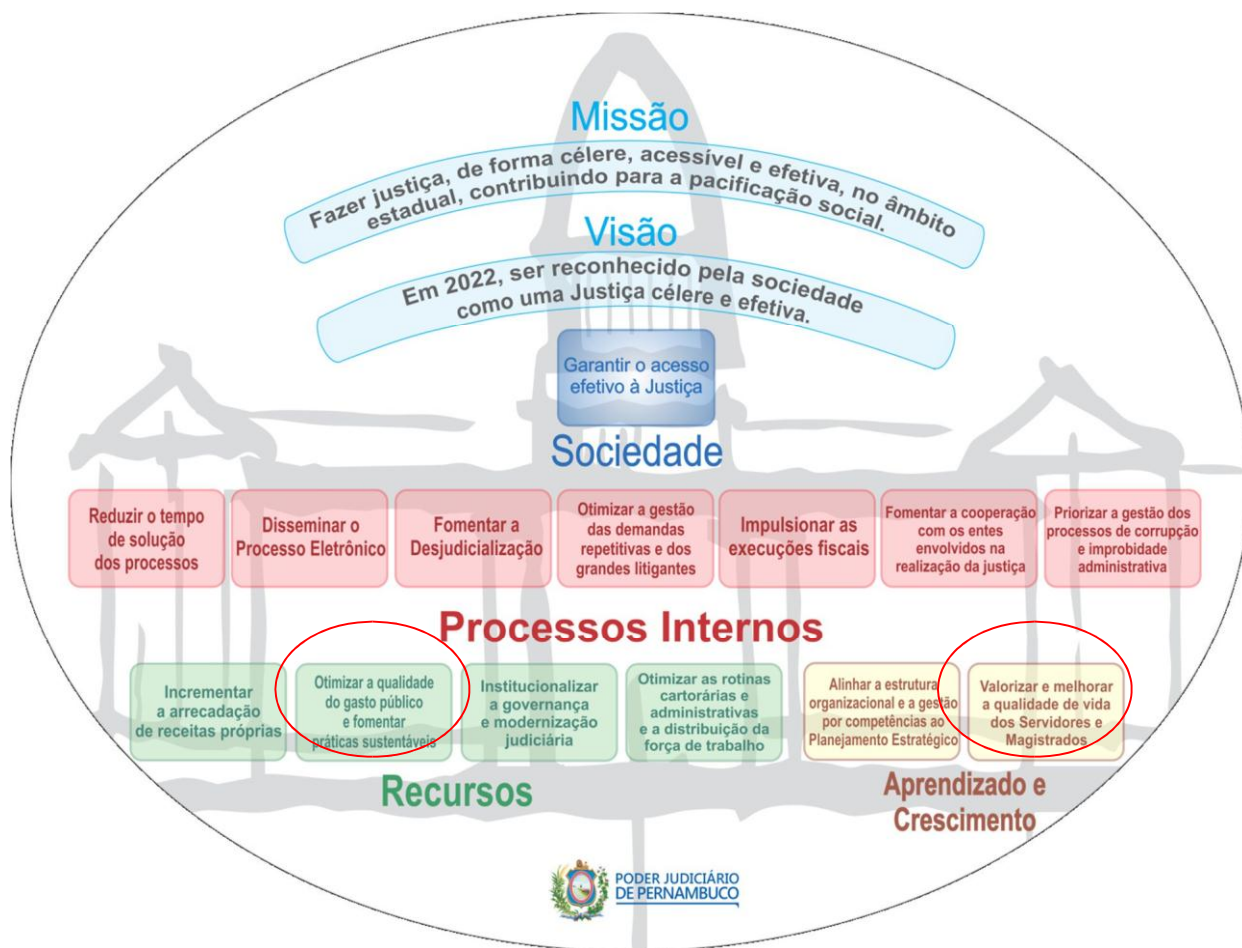 Missão
Fazer justiça, de forma célere, acessível e efetiva, no âmbito
estadual, contribuindo para a pacificação social.
Visão
Em 2022, ser reconhecido pela sociedade
como uma Justiça célere e efetiva.
Garantir o acesso
efetivo à Justiça
Sociedade
Reduzir o tempo
de solução
dos processos
Disseminar o
Processo Eletrônico
Fomentar a
Desjudicialização
Otimizar a gestão
das demandas
repetitivas e dos
grandes litigantes
Impulsionar as
execuções fiscais
Fomentar a cooperação
com os entes
envolvidos na
realização da justiça
Priorizar a gestão dos
processos de corrupção
e improbidade
administrativa
Processos Internos
Incrementar
a arrecadação
de receitas próprias
Otimizar a qualidade
do gasto público
e fomentar
práticas sustentáveis
Institucionalizar
a governança
e modernização
judiciária
Otimizar as rotinas
cartorárias e
administrativas
e a distribuição da
força de trabalho
Alinhar a estrutura
organizacional e a gestão
por competências ao
Planejamento Estratégico
Valorizar e melhorar
a qualidade de vida
dos Servidores e
Magistrados
Recursos
Aprendizado e
Crescimento
PODER JUDICIÁRIO
DE PERNAMBUCO